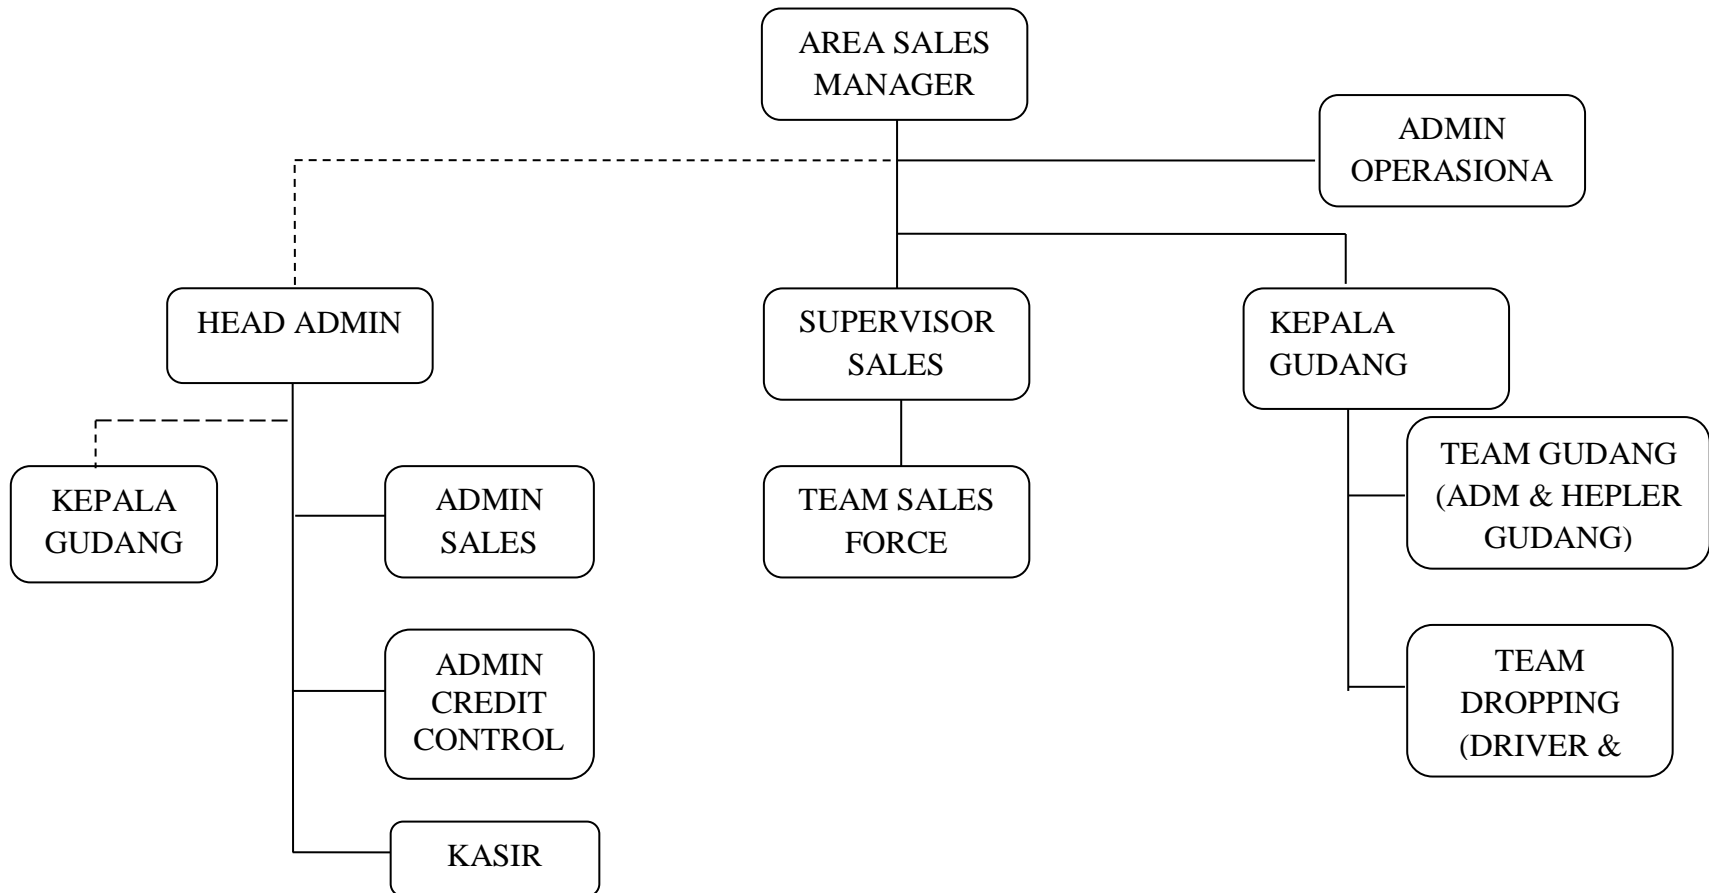 AREA SALES
MANAGER
ADMIN
OPERASIONA
HEAD ADMIN
SUPERVISOR
SALES
KEPALA
GUDANG
KEPALA
GUDANG
ADMIN
SALES
TEAM SALES
FORCE
TEAM GUDANG
(ADM & HEPLER
GUDANG)
ADMIN
CREDIT
CONTROL
TEAM
DROPPING
(DRIVER &
KASIR